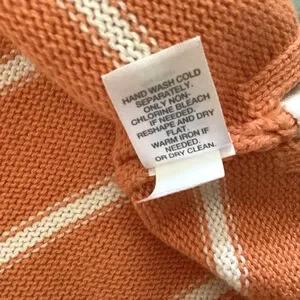 HAND WASH COLD
SEPARATELY.
ONLY NON-
CHLORINE BLEACH
IF NEEDED.
RESHAPE AND DRY
FLAT.
WARM IRON IF
NEEDED.
OR DRY CLEAN.